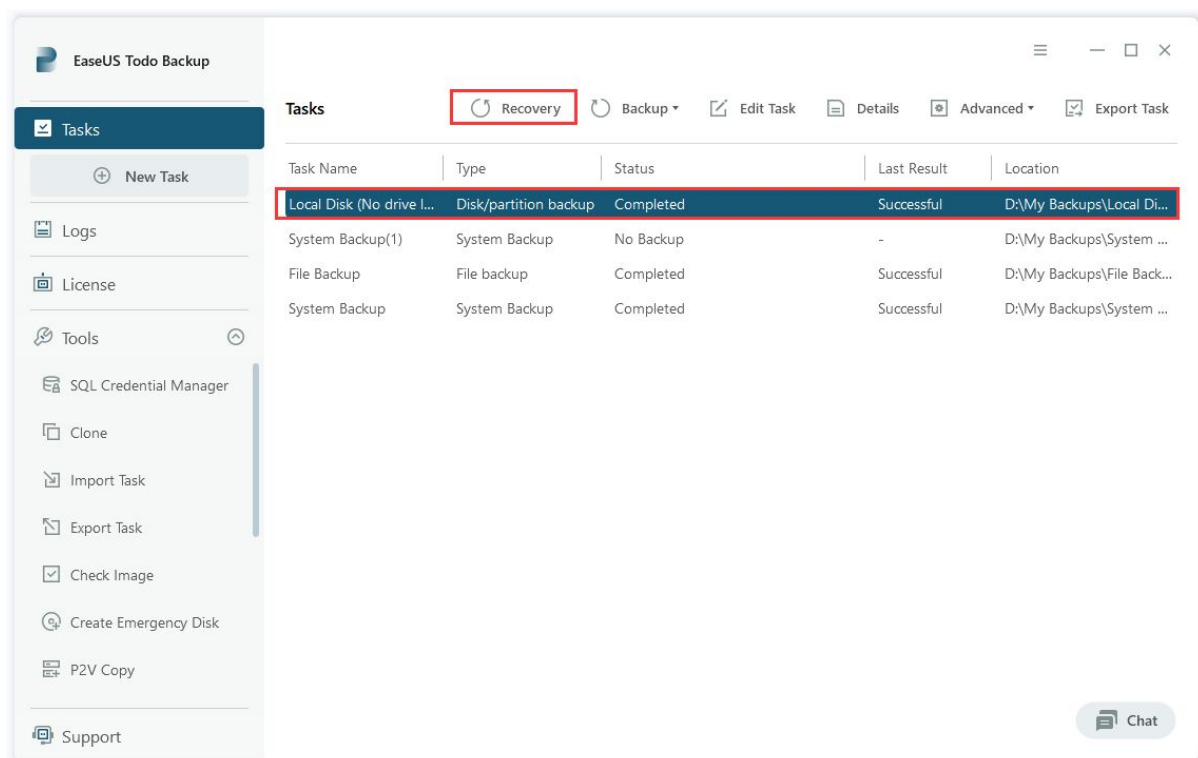 EaseUS Todo Backup
Tasks
New Task
Logs
License
Tools
SQL Credential Manager
Clone
Import Task
Export Task
Check Image
Create Emergency Disk
P2V Copy
Support
Tasks Recovery Backup Edit Task Details Advanced Export Task
Task Name Type Status Last Result Location
Local Disk (No drive l... Disk/partition backup Completed Successful D:\My Backups\Local Di...
System Backup(1) System Backup No Backup - D:\My Backups\System ...
File Backup File backup Completed Successful D:\My Backups\File Back...
System Backup System Backup Completed Successful D:\My Backups\System ...
Chat